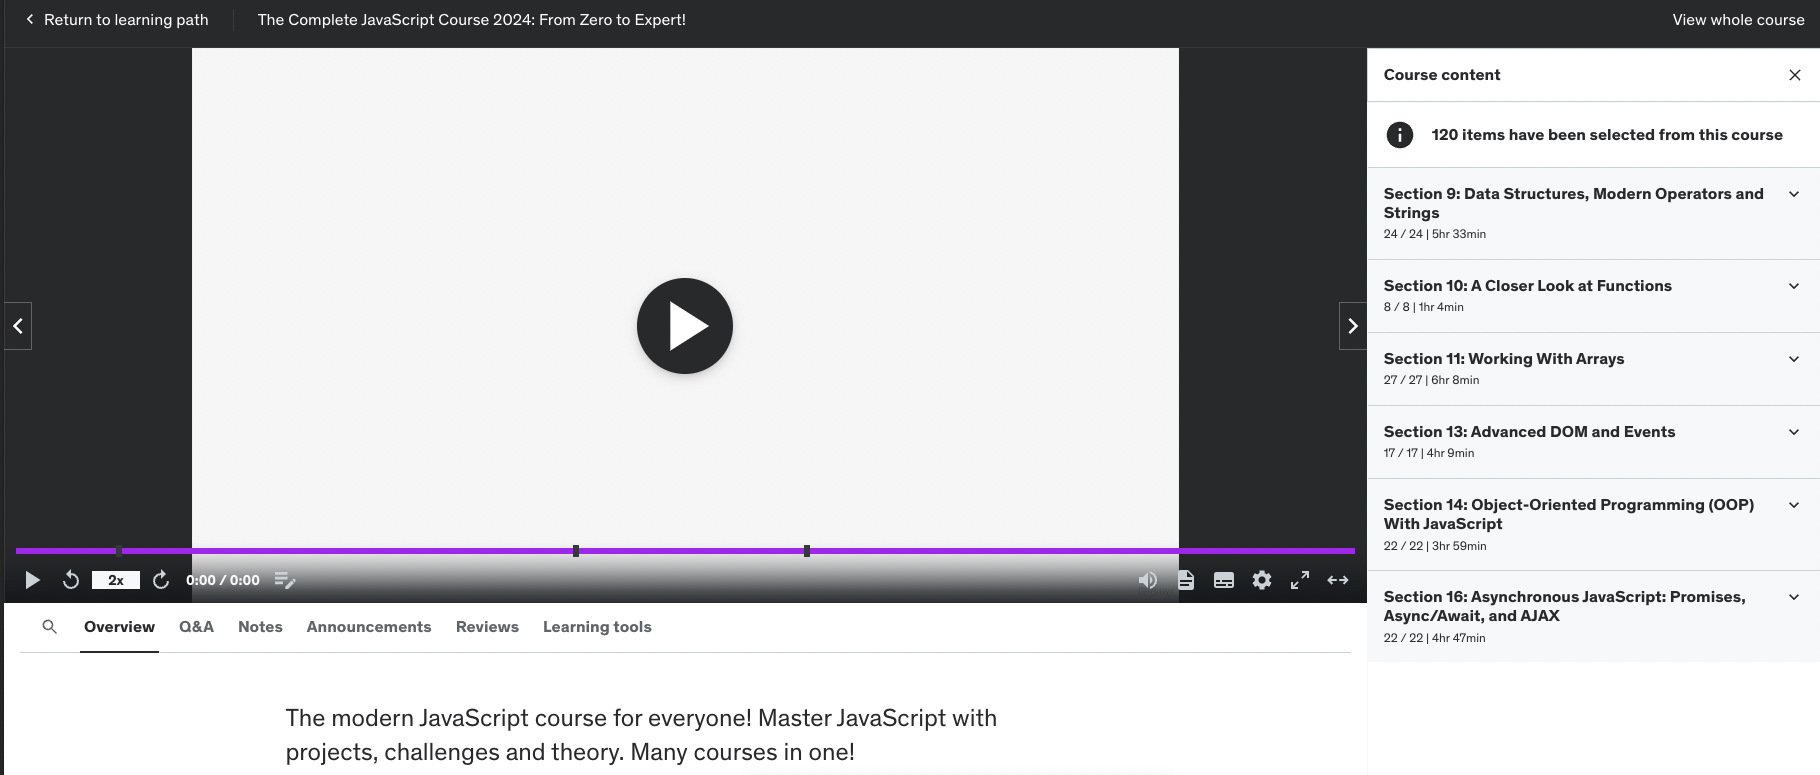 Return to learning path
The Complete JavaScript Course 2024: From Zero to Expert!
View whole course
Course content
120 items have been selected from this course
Section 9: Data Structures, Modern Operators and
Strings
24 / 24 | 5hr 33min
Section 10: A Closer Look at Functions
8 / 8 | 1hr 4min
Section 11: Working With Arrays
27 / 27 | 6hr 8min
Section 13: Advanced DOM and Events
17 / 17 | 4hr 9min
Section 14: Object-Oriented Programming (OOP)
With JavaScript
22 / 22 | 3hr 59min
Section 16: Asynchronous JavaScript: Promises,
Async/Await, and AJAX
22 / 22 | 4hr 47min
2x
0:00 / 0:00
Overview
Q&A
Notes
Announcements
Reviews
Learning tools
The modern JavaScript course for everyone! Master JavaScript with
projects, challenges and theory. Many courses in one!